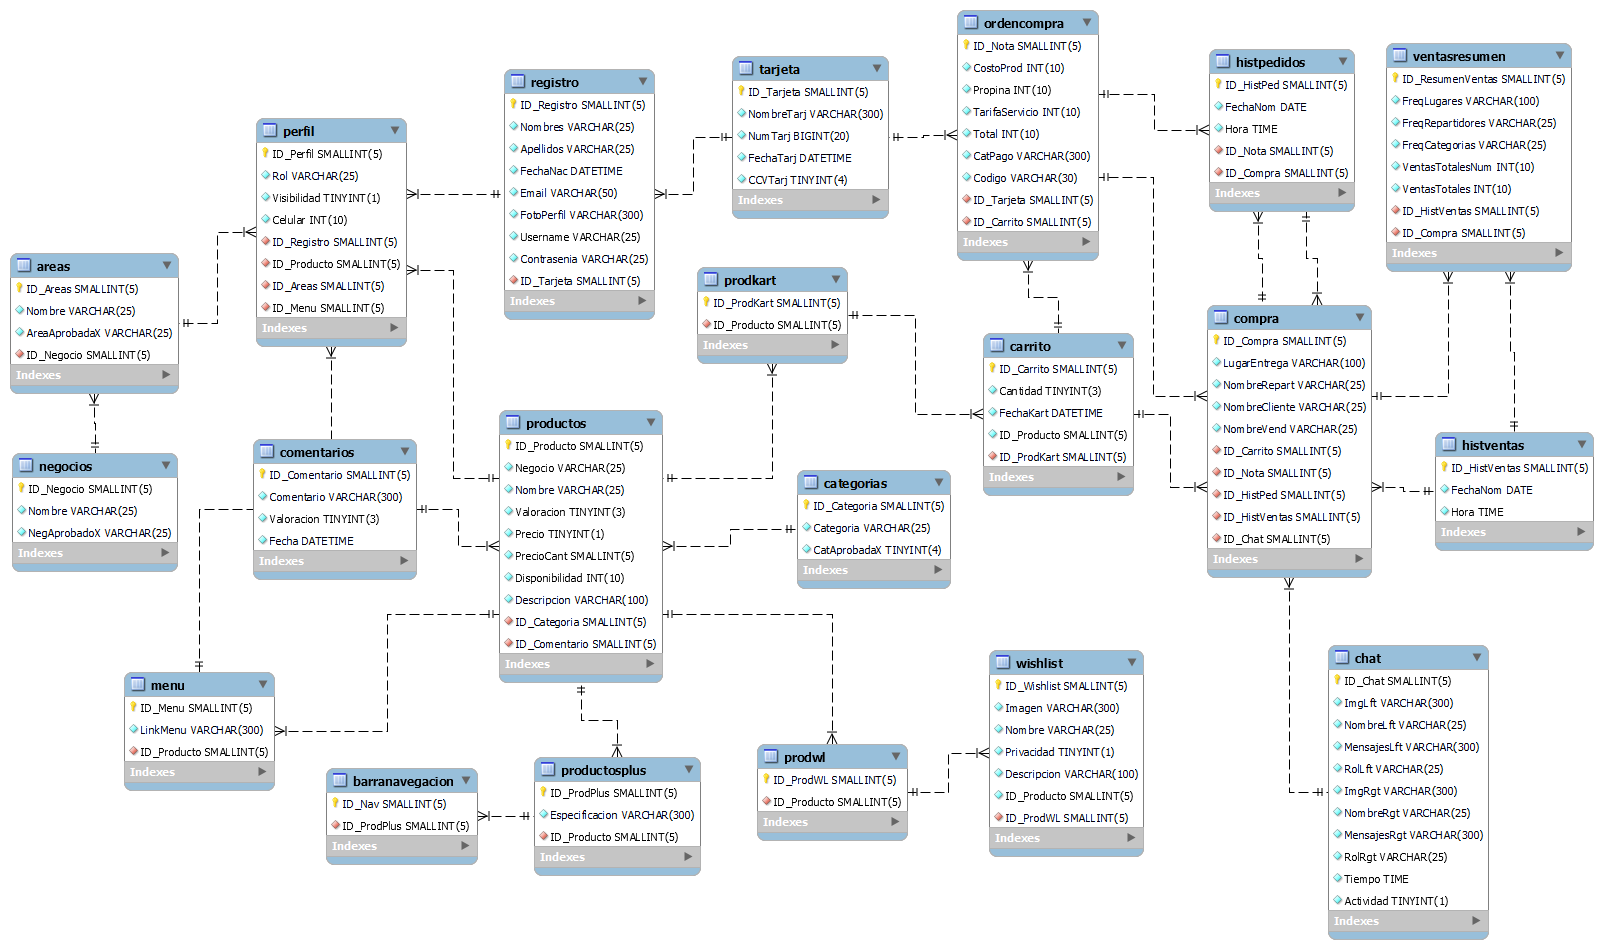 areas
ID_Areas SMALLINT(5)
Nombre VARCHAR(25)
AreaAprobadaX VARCHAR(25)
ID_Negocio SMALLINT(5)
Indexes
negocios
ID_Negocio SMALLINT(5)
Nombre VARCHAR(25)
NegAprobadoX VARCHAR(25)
Indexes
perfil
ID_Perfil SMALLINT(5)
Rol VARCHAR(25)
Visibilidad TINYINT(1)
Celular INT(10)
ID_Registro SMALLINT(5)
ID_Producto SMALLINT(5)
ID_Areas SMALLINT(5)
ID_Menu SMALLINT(5)
Indexes
comentarios
ID_Comentario SMALLINT(5)
Comentario VARCHAR(300)
Valoracion TINYINT(3)
Fecha DATETIME
Indexes
menu
ID_Menu SMALLINT(5)
LinkMenu VARCHAR(300)
ID_Producto SMALLINT(5)
Indexes
barranavegacion
ID_Nav SMALLINT(5)
ID_ProdPlus SMALLINT(5)
Indexes
registro
ID_Registro SMALLINT(5)
Nombres VARCHAR(25)
Apellidos VARCHAR(25)
FechaNac DATETIME
Email VARCHAR(50)
FotoPerfil VARCHAR(300)
Username VARCHAR(25)
Contrasenia VARCHAR(25)
ID_Tarjeta SMALLINT(5)
Indexes
productos
ID_Producto SMALLINT(5)
Negocio VARCHAR(25)
Nombre VARCHAR(25)
Valoracion TINYINT(3)
Precio TINYINT(1)
PrecioCant SMALLINT(5)
Disponibilidad INT(10)
Descripcion VARCHAR(100)
ID_Categoria SMALLINT(5)
ID_Comentario SMALLINT(5)
Indexes
productosplus
ID_ProdPlus SMALLINT(5)
Especificacion VARCHAR(300)
ID_Producto SMALLINT(5)
Indexes
tarjeta
ID_Tarjeta SMALLINT(5)
NombreTarj VARCHAR(300)
NumTarj BIGINT(20)
FechaTarj DATETIME
CCVTarj TINYINT(4)
Indexes
prodkart
ID_ProdKart SMALLINT(5)
ID_Producto SMALLINT(5)
Indexes
categorias
ID_Categoria SMALLINT(5)
Categoria VARCHAR(25)
CatAprobadaX TINYINT(4)
Indexes
prodwl
ID_ProdWL SMALLINT(5)
ID_Producto SMALLINT(5)
Indexes
ordencompra
ID_Nota SMALLINT(5)
CostoProd INT(10)
Propina INT(10)
TarifaServicio INT(10)
Total INT(10)
CatPago VARCHAR(300)
Codigo VARCHAR(30)
ID_Tarjeta SMALLINT(5)
ID_Carrito SMALLINT(5)
Indexes
carrito
ID_Carrito SMALLINT(5)
Cantidad TINYINT(3)
FechaKart DATETIME
ID_Producto SMALLINT(5)
ID_ProdKart SMALLINT(5)
Indexes
wishlist
ID_Wishlist SMALLINT(5)
Imagen VARCHAR(300)
Nombre VARCHAR(25)
Privacidad TINYINT(1)
Descripcion VARCHAR(100)
ID_Producto SMALLINT(5)
ID_ProdWL SMALLINT(5)
Indexes
histpedidos
ID_HistPed SMALLINT(5)
FechaNom DATE
Hora TIME
ID_Nota SMALLINT(5)
ID_Compra SMALLINT(5)
Indexes
compra
ID_Compra SMALLINT(5)
LugarEntrega VARCHAR(100)
NombreRepart VARCHAR(25)
NombreCliente VARCHAR(25)
NombreVend VARCHAR(25)
ID_Carrito SMALLINT(5)
ID_Nota SMALLINT(5)
ID_HistPed SMALLINT(5)
ID_HistVentas SMALLINT(5)
ID_Chat SMALLINT(5)
Indexes
ventasresumen
ID_ResumenVentas SMALLINT(5)
FreqLugares VARCHAR(100)
FreqRepartidores VARCHAR(25)
FreqCategorias VARCHAR(25)
VentasTotalesNum INT(10)
VentasTotales INT(10)
ID_HistVentas SMALLINT(5)
ID_Compra SMALLINT(5)
Indexes
histventas
ID_HistVentas SMALLINT(5)
FechaNom DATE
Hora TIME
Indexes
chat
ID_Chat SMALLINT(5)
ImgLft VARCHAR(300)
NombreLft VARCHAR(25)
MensajesLft VARCHAR(300)
RolLft VARCHAR(25)
ImgRgt VARCHAR(300)
NombreRgt VARCHAR(25)
MensajesRgt VARCHAR(300)
RolRgt VARCHAR(25)
Tiempo TIME
Actividad TINYINT(1)
Indexes